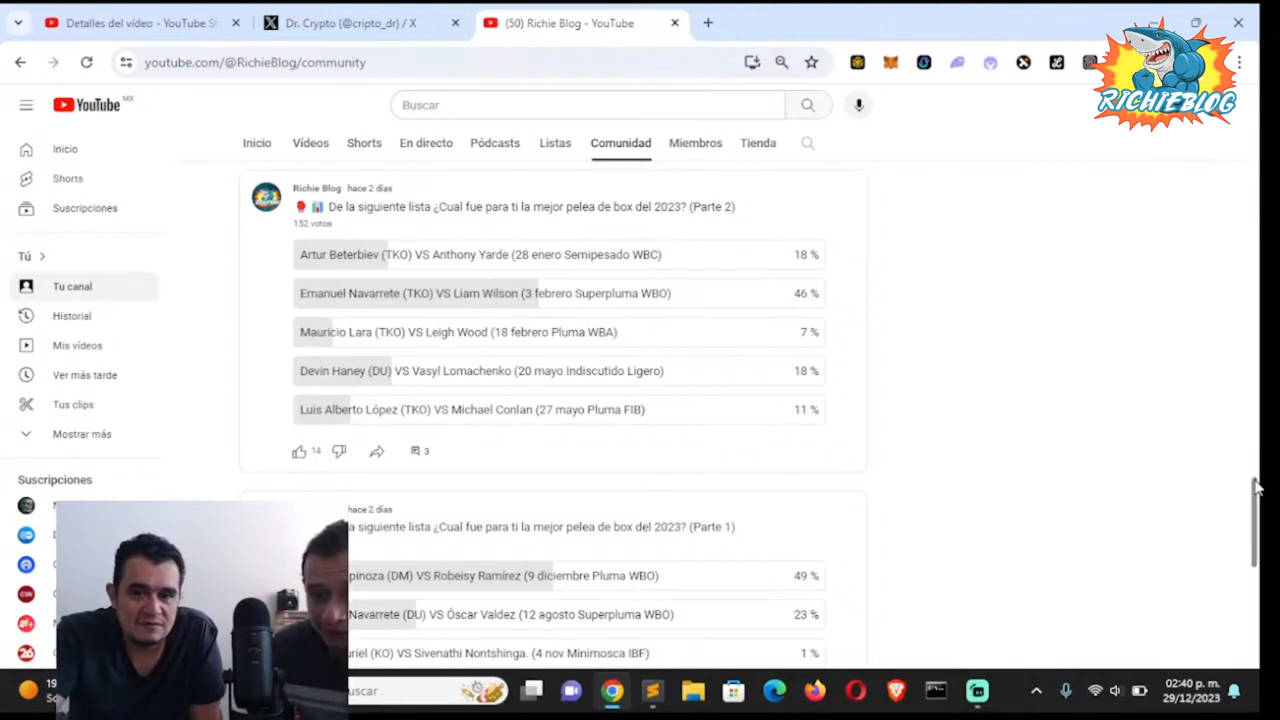 Detalles del vídeo - YouTube St
Dr. Crypto (@cripto_dr) / X
(50) Richie Blog - YouTube
youtube.com/@RichieBlog/community
RICHIEBLOG
YouTube MX
Buscar
Inicio
Vídeos
Shorts
En directo
Pódcasts
Listas
Comunidad
Miembros
Tienda
Inicio
Shorts
Suscripciones
Tú
Tu canal
Historial
Mis vídeos
Ver más tarde
Tus clips
Mostrar más
Suscripciones
Richie Blog hace 2 días
De la siguiente lista ¿Cual fue para ti la mejor pelea de box del 2023? (Parte 2)
152 votos
Artur Beterbiev (TKO) VS Anthony Yarde (28 enero Semipesado WBC) 18 %
Emanuel Navarrete (TKO) VS Liam Wilson (3 febrero Superpluma WBO) 46 %
Mauricio Lara (TKO) VS Leigh Wood (18 febrero Pluma WBA) 7 %
Devin Haney (DU) VS Vasyl Lomachenko (20 mayo Indiscutido Ligero) 18 %
Luis Alberto López (TKO) VS Michael Conlan (27 mayo Pluma FIB) 11 %
14
3
hace 2 días
a siguiente lista ¿Cual fue para ti la mejor pelea de box del 2023? (Parte 1)
pinoza (DM) VS Robeisy Ramírez (9 diciembre Pluma WBO) 49 %
Navarrete (DU) VS Óscar Valdez (12 agosto Superpluma WBO) 23 %
uriel (KO) VS Sivenathi Nontshinga. (4 nov Minimosca IBF) 1 %
19
So
scar
02:40 p. m.
29/12/2023